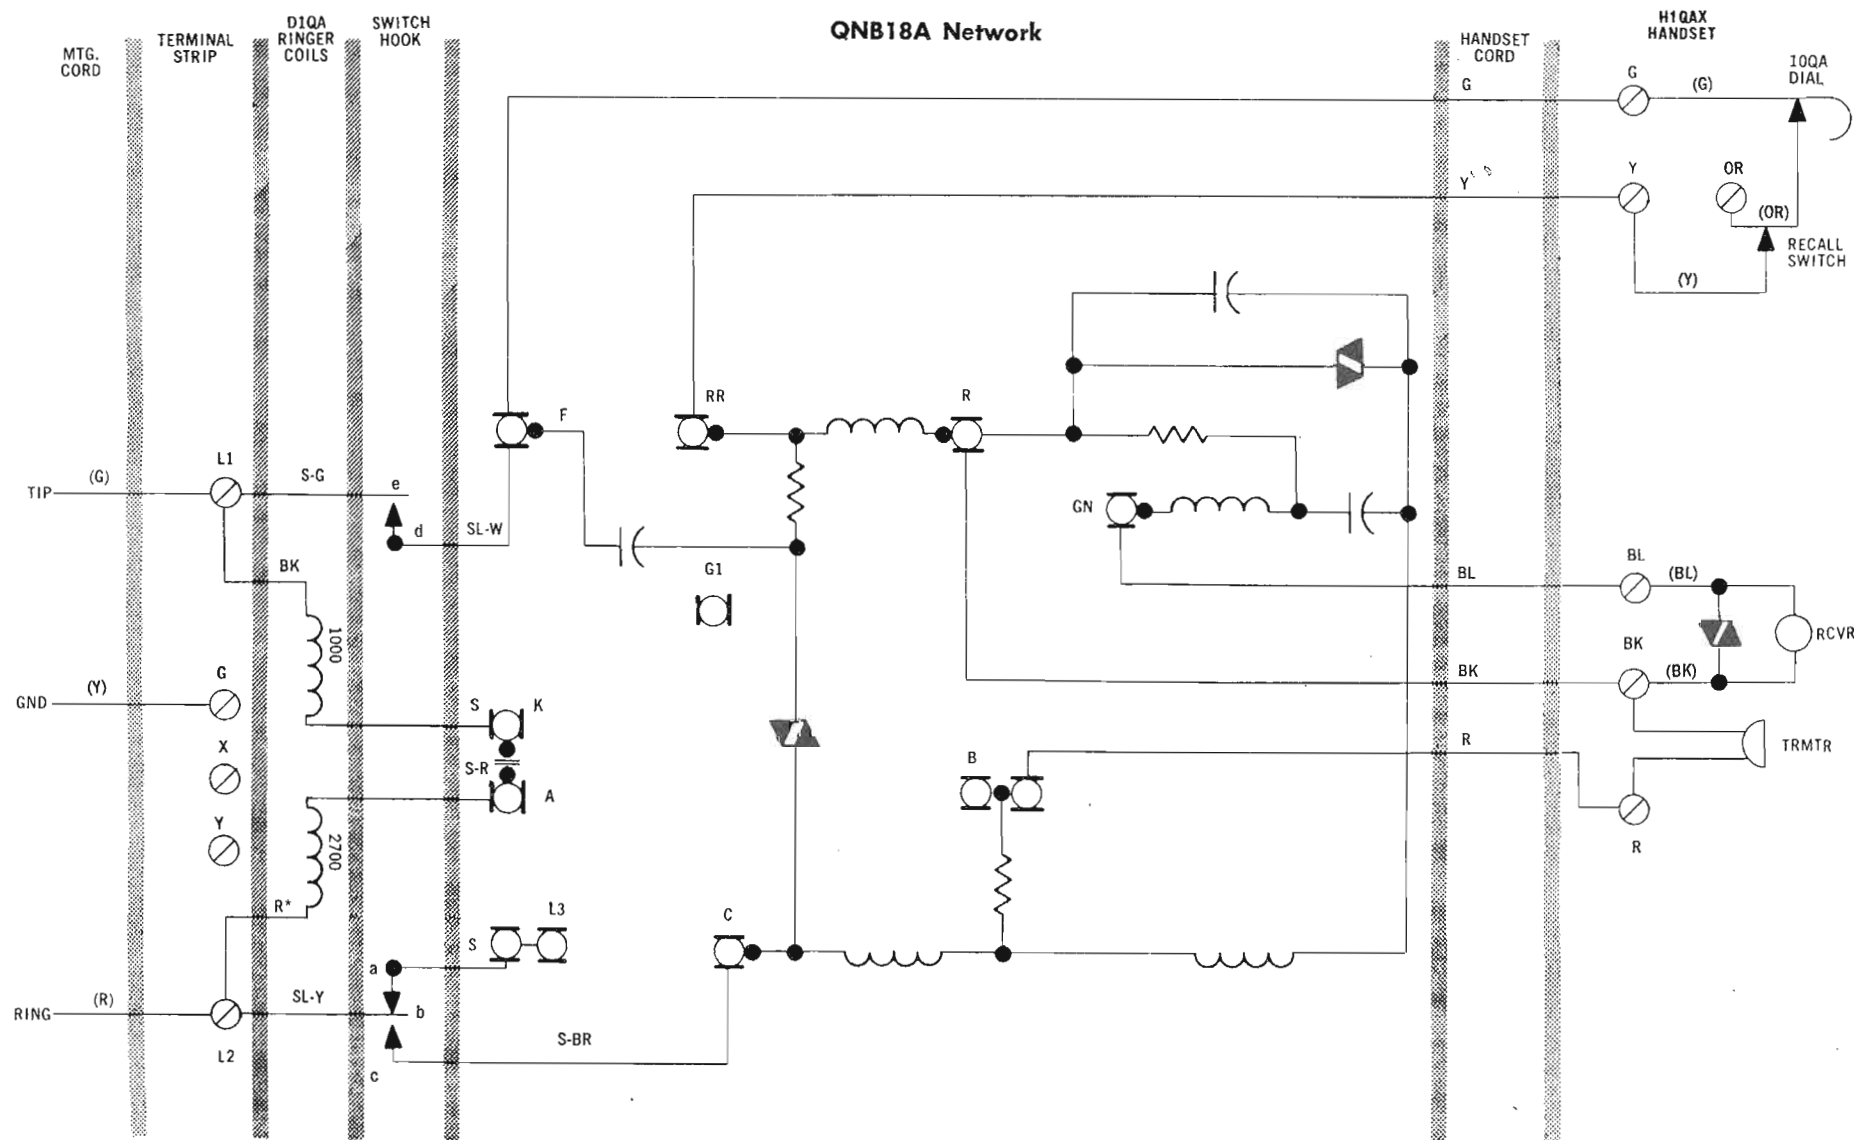 QNB18A Network
MTG.
CORD
TERMINAL
STRIP
D1QA
RINGER
COILS
SWITCH
HOOK
HANDSET
CORD
H1QAX
HANDSET
10QA
DIAL
G
G
(G)
Y
Y
OR
(OR)
RECALL
SWITCH
(Y)
F
RR
R
L1
TIP
(G)
S-G
e
d
SL-W
GN
BK
G1
BL
BL
(BL)
1000
RCVR
BK
BK
(BK)
GND
(Y)
G
S
K
R
TRMTR
X
S-R
A
B
Y
2700
R
R*
S
L3
C
a
RING
(R)
SL-Y
b
L2
c
S-BR